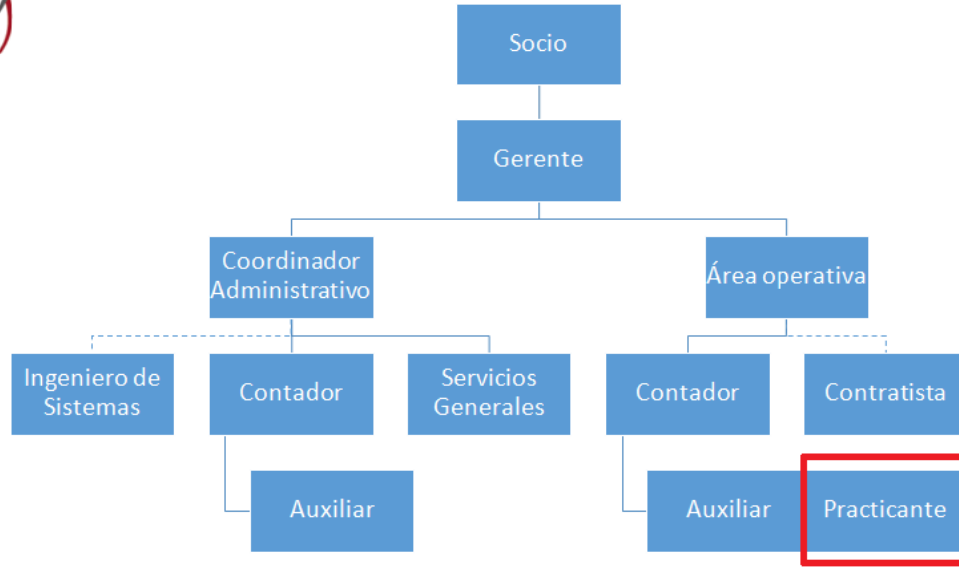 Socio
Gerente
Coordinador
Administrativo
Área operativa
Ingeniero de
Sistemas
Contador
Servicios
Generales
Contador
Contratista
Auxiliar
Auxiliar
Practicante